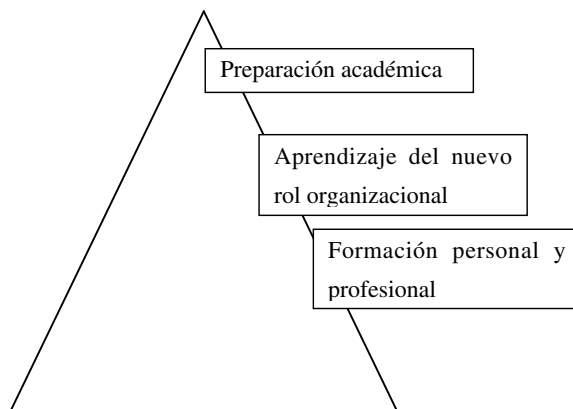 Preparación académica
Aprendizaje del nuevo
rol organizacional
Formación personal y
profesional